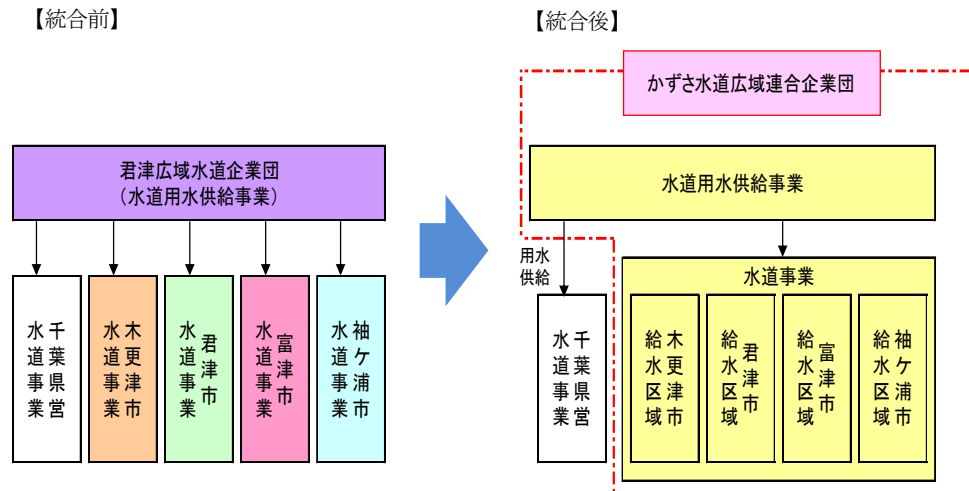 【統合前】
君津広域水道企業団
（水道用水供給事業）
千葉県営
水道事業
木更津市
水道事業
君津市
水道事業
富津市
水道事業
袖ケ浦市
水道事業
【統合後】
かずさ水道広域連合企業団
水道用水供給事業
用水
供給
千葉県営
水道事業
水道事業
木更津市
給水区域
君津市
給水区域
富津市
給水区域
袖ケ浦市
給水区域